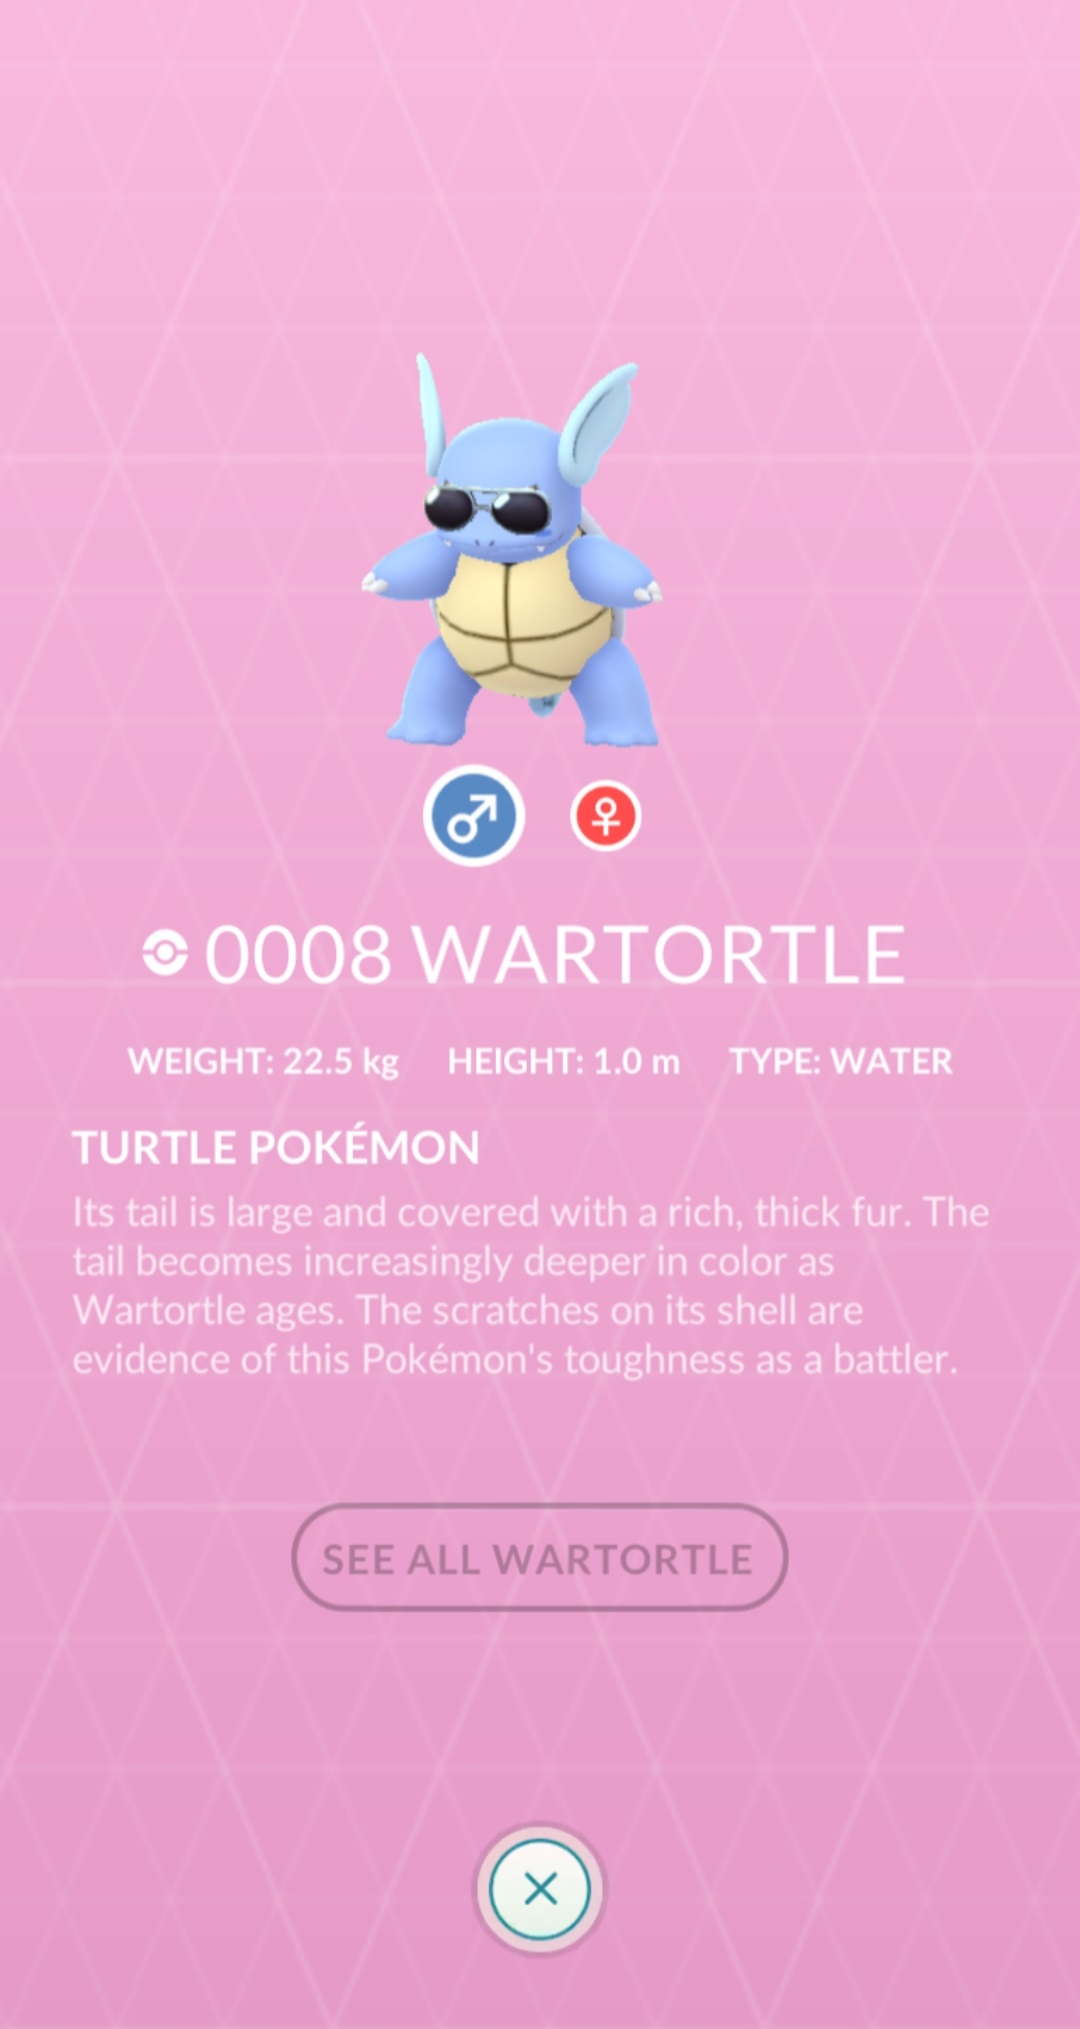 0008 WARTORTLE
WEIGHT: 22.5 kg HEIGHT: 1.0 m TYPE: WATER
TURTLE POKÉMON
Its tail is large and covered with a rich, thick fur. The
tail becomes increasingly deeper in color as
Wartortle ages. The scratches on its shell are
evidence of this Pokémon's toughness as a battler.
SEE ALL WARTORTLE